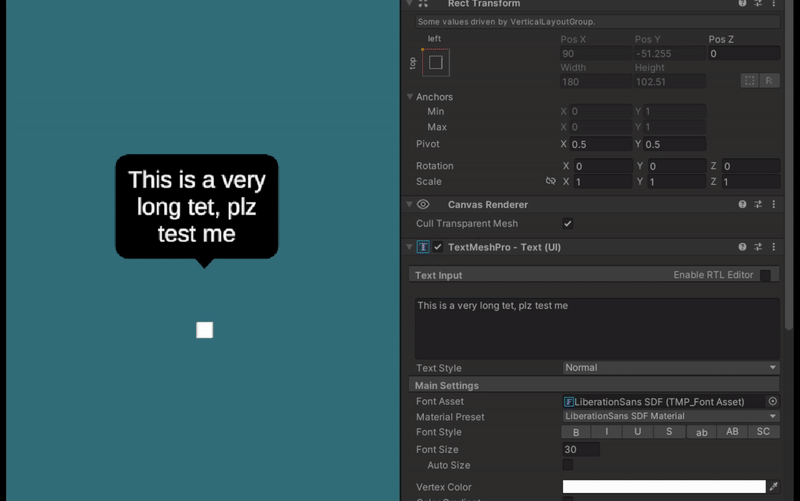 This is a very
long tet, plz
test me
Rect Transform
Some values driven by VerticalLayoutGroup.
left
top
Pos X Pos Y Pos Z
90 -51.255 0
Width Height
180 102.51
R
Anchors
Min X 0 Y 1
Max X 0 Y 1
Pivot X 0.5 Y 0.5
Rotation X 0 Y 0 Z 0
Scale X 1 Y 1 Z 1
Canvas Renderer
Cull Transparent Mesh
T TextMeshPro - Text (UI)
Text Input Enable RTL Editor
This is a very long tet, plz test me
Text Style Normal
Main Settings
Font Asset F LiberationSans SDF (TMP_Font Asset)
Material Preset LiberationSans SDF Material
Font Style B I U S ab AB SC
Font Size 30
Auto Size
Vertex Color